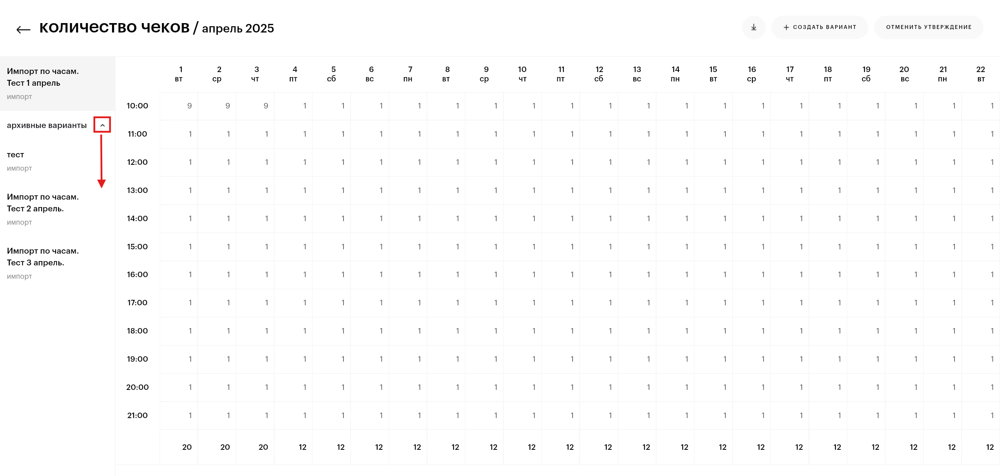 количество чеков / апрель 2025
СОЗДАТЬ ВАРИАНТ
ОТМЕНИТЬ УТВЕРЖДЕНИЕ
Импорт по часам.
Тест 1 апрель
импорт
архивные варианты
тест
импорт
Импорт по часам.
Тест 2 апрель.
импорт
Импорт по часам.
Тест 3 апрель.
импорт
1 2 3 4 5 6 7 8 9 10 11 12 13 14 15 16 17 18 19 20 21 22
вт ср чт пт сб вс пн вт ср чт пт сб вс пн вт ср чт пт сб вс пн вт
10:00 9 9 9 1 1 1 1 1 1 1 1 1 1 1 1 1 1 1 1 1 1 1
11:00 1 1 1 1 1 1 1 1 1 1 1 1 1 1 1 1 1 1 1 1 1 1
12:00 1 1 1 1 1 1 1 1 1 1 1 1 1 1 1 1 1 1 1 1 1 1
13:00 1 1 1 1 1 1 1 1 1 1 1 1 1 1 1 1 1 1 1 1 1 1
14:00 1 1 1 1 1 1 1 1 1 1 1 1 1 1 1 1 1 1 1 1 1 1
15:00 1 1 1 1 1 1 1 1 1 1 1 1 1 1 1 1 1 1 1 1 1 1
16:00 1 1 1 1 1 1 1 1 1 1 1 1 1 1 1 1 1 1 1 1 1 1
17:00 1 1 1 1 1 1 1 1 1 1 1 1 1 1 1 1 1 1 1 1 1 1
18:00 1 1 1 1 1 1 1 1 1 1 1 1 1 1 1 1 1 1 1 1 1 1
19:00 1 1 1 1 1 1 1 1 1 1 1 1 1 1 1 1 1 1 1 1 1 1
20:00 1 1 1 1 1 1 1 1 1 1 1 1 1 1 1 1 1 1 1 1 1 1
21:00 1 1 1 1 1 1 1 1 1 1 1 1 1 1 1 1 1 1 1 1 1 1
20 20 20 12 12 12 12 12 12 12 12 12 12 12 12 12 12 12 12 12 12 12